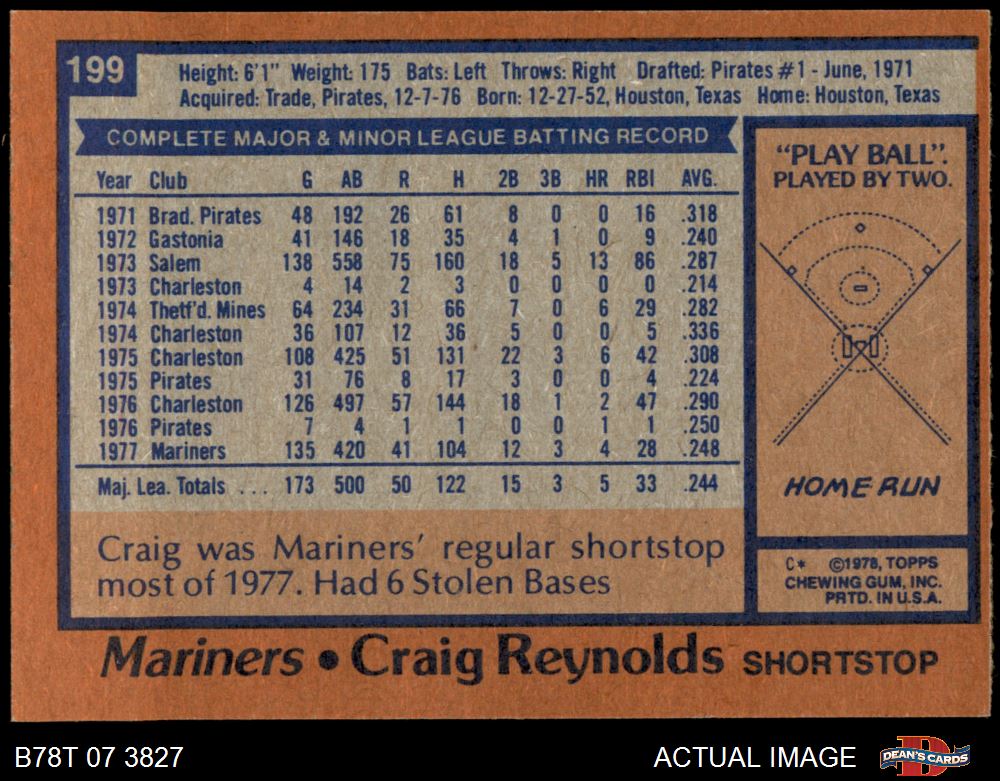 199
Height: 6'1" Weight: 175 Bats: Left Throws: Right Drafted: Pirates #1 - June, 1971
Acquired: Trade, Pirates, 12-7-76 Born: 12-27-52, Houston, Texas Home: Houston, Texas
COMPLETE MAJOR & MINOR LEAGUE BATTING RECORD
Year Club G AB R H 2B 3B HR RBI AVG.
1971 Brad. Pirates 48 192 26 61 8 0 0 16 .318
1972 Gastonia 41 146 18 35 4 1 0 9 .240
1973 Salem 138 558 75 160 18 5 13 86 .287
1973 Charleston 4 14 2 3 0 0 0 0 .214
1974 Thetf'd. Mines 64 234 31 66 7 0 6 29 .282
1974 Charleston 36 107 12 36 5 0 0 5 .336
1975 Charleston 108 425 51 131 22 3 6 42 .308
1975 Pirates 31 76 8 17 3 0 0 4 .224
1976 Charleston 126 497 57 144 18 1 2 47 .290
1976 Pirates 7 4 1 1 0 0 1 1 .250
1977 Mariners 135 420 41 104 12 3 4 28 .248
Maj. Lea. Totals ... 173 500 50 122 15 3 5 33 .244
Craig was Mariners' regular shortstop
most of 1977. Had 6 Stolen Bases
"PLAY BALL".
PLAYED BY TWO.
HOME RUN
C* ©1978, TOPPS
CHEWING GUM, INC.
PRTD. IN U.S.A.
Mariners • Craig Reynolds SHORTSTOP
B78T 07 3827
ACTUAL IMAGE
DEAN'S CARDS